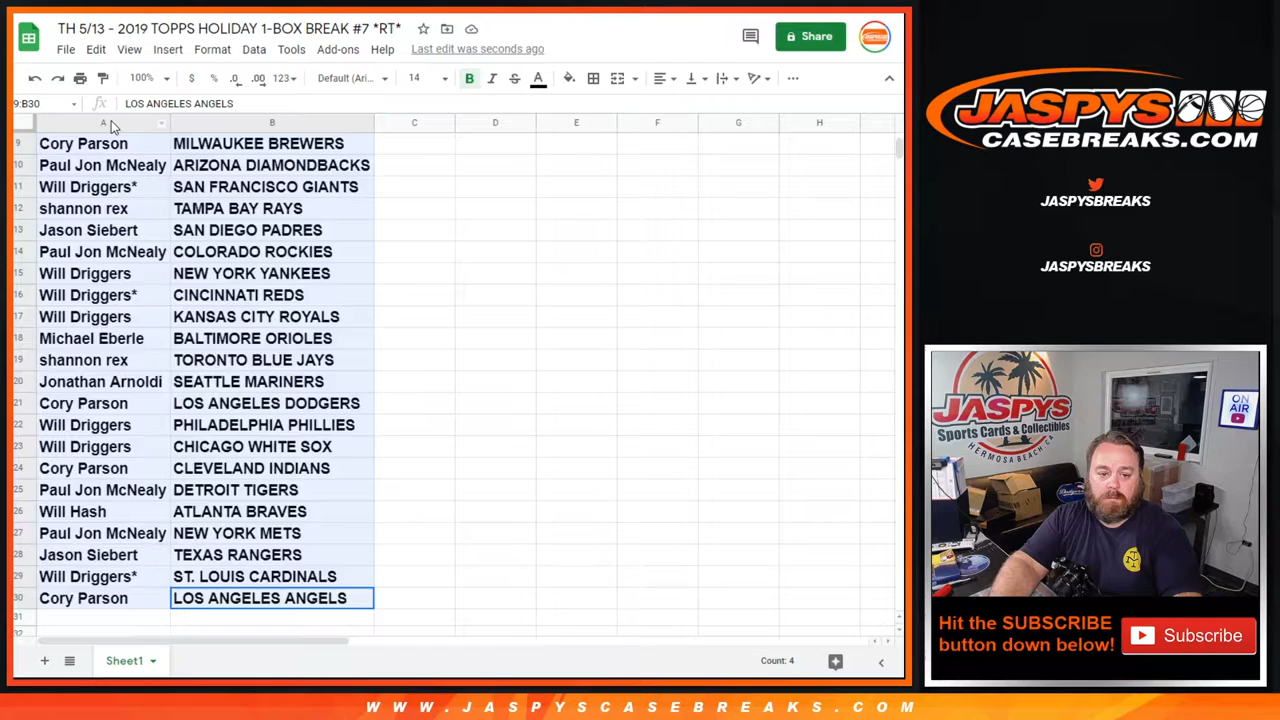 TH 5/13 - 2019 TOPPS HOLIDAY 1-BOX BREAK #7 *RT*
File Edit View Insert Format Data Tools Add-ons Help Last edit was seconds ago
Share
100% $ % .0 .00 123 Default (Ari... 14 B I S A
9:B30 fx LOS ANGELES ANGELS
A B C D E F G H
9 Cory Parson MILWAUKEE BREWERS
10 Paul Jon McNealy ARIZONA DIAMONDBACKS
11 Will Driggers* SAN FRANCISCO GIANTS
12 shannon rex TAMPA BAY RAYS
13 Jason Siebert SAN DIEGO PADRES
14 Paul Jon McNealy COLORADO ROCKIES
15 Will Driggers NEW YORK YANKEES
16 Will Driggers* CINCINNATI REDS
17 Will Driggers KANSAS CITY ROYALS
18 Michael Eberle BALTIMORE ORIOLES
19 shannon rex TORONTO BLUE JAYS
20 Jonathan Arnoldi SEATTLE MARINERS
21 Cory Parson LOS ANGELES DODGERS
22 Will Driggers PHILADELPHIA PHILLIES
23 Will Driggers CHICAGO WHITE SOX
24 Cory Parson CLEVELAND INDIANS
25 Paul Jon McNealy DETROIT TIGERS
26 Will Hash ATLANTA BRAVES
27 Paul Jon McNealy NEW YORK METS
28 Jason Siebert TEXAS RANGERS
29 Will Driggers* ST. LOUIS CARDINALS
30 Cory Parson LOS ANGELES ANGELS
31
32
Sheet1
Count: 4
JASPYS
CASEBREAKS.COM
JASPYSBREAKS
JASPYSBREAKS
JASPYS
Sports Cards & Collectibles
HERMOSA BEACH, CA
ON
AIR
Hit the SUBSCRIBE
button down below!
Subscribe
WWW.JASPYSCASEBREAKS.COM